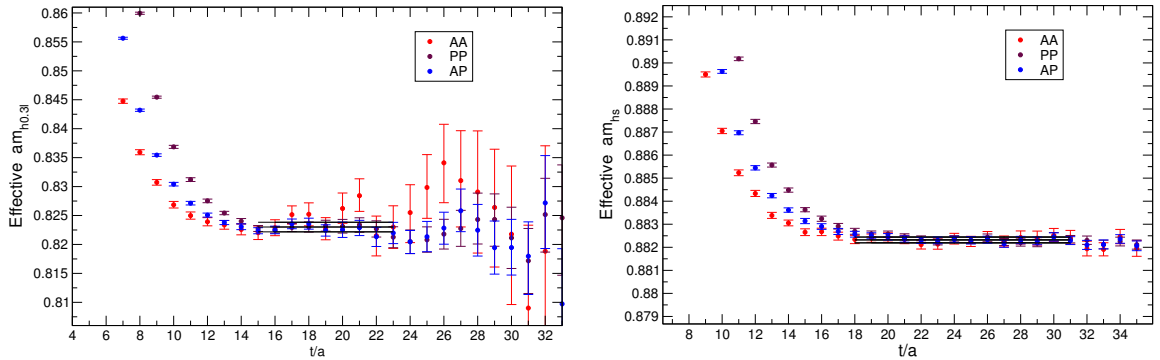 0.86
0.855
0.85
0.845
0.84
0.835
0.83
0.825
0.82
0.815
0.81
Effective am_h0.3l
AA
PP
AP
4 6 8 10 12 14 16 18 20 22 24 26 28 30 32
t/a
0.892
0.891
0.89
0.889
0.888
0.887
0.886
0.885
0.884
0.883
0.882
0.881
0.88
0.879
Effective am_hs
AA
PP
AP
8 10 12 14 16 18 20 22 24 26 28 30 32 34 36
t/a